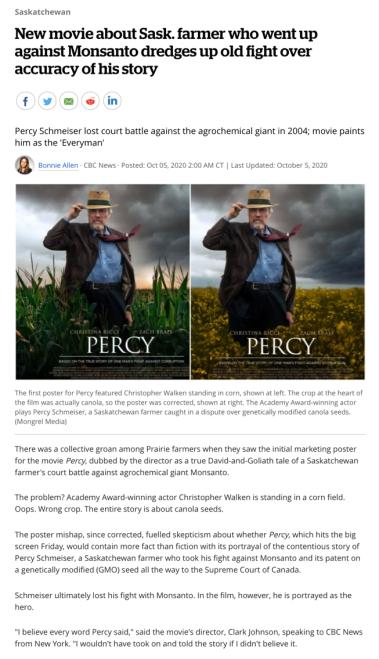 Saskatchewan
New movie about Sask. farmer who went up
against Monsanto dredges up old fight over
accuracy of his story
Percy Schmeiser lost court battle against the agrochemical giant in 2004; movie paints
him as the 'Everyman'
Bonnie Allen · CBC News · Posted: Oct 05, 2020 2:00 AM CT | Last Updated: October 5, 2020
CHRISTINA RICCI ZACH BRAFF
PERCY
BASED ON THE TRUE STORY OF ONE MAN'S FIGHT AGAINST CORRUPTION
CHRISTINA RICCI ZACH BRAFF
PERCY
The first poster for Percy featured Christopher Walken standing in corn, shown at left. The crop at the heart of
the film was actually canola, so the poster was corrected, shown at right. The Academy Award-winning actor
plays Percy Schmeiser, a Saskatchewan farmer caught in a dispute over genetically modified canola seeds.
(Mongrel Media)
There was a collective groan among Prairie farmers when they saw the initial marketing poster
for the movie Percy, dubbed by the director as a true David-and-Goliath tale of a Saskatchewan
farmer's court battle against agrochemical giant Monsanto.
The problem? Academy Award-winning actor Christopher Walken is standing in a corn field.
Oops. Wrong crop. The entire story is about canola seeds.
The poster mishap, since corrected, fuelled skepticism about whether Percy, which hits the big
screen Friday, would contain more fact than fiction with its portrayal of the contentious story of
Percy Schmeiser, a Saskatchewan farmer who took his fight against Monsanto and its patent on
a genetically modified (GMO) seed all the way to the Supreme Court of Canada.
Schmeiser ultimately lost his fight with Monsanto. In the film, however, he is portrayed as the
hero.
"I believe every word Percy said," said the movie's director, Clark Johnson, speaking to CBC News
from New York. "I wouldn't have took on and told the story if I didn't believe it.